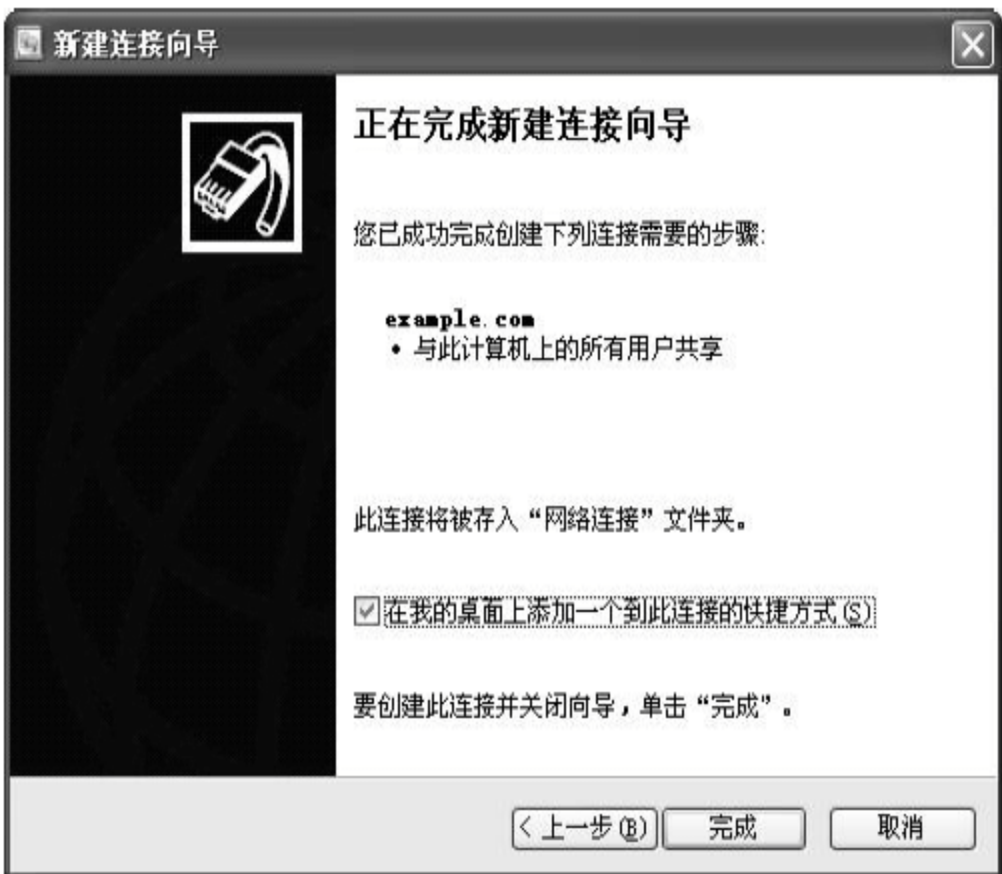 新建连接向导
正在完成新建连接向导
您已成功完成创建下列连接需要的步骤:
example.com
• 与此计算机上的所有用户共享
此连接将被存入“网络连接”文件夹。
在我的桌面上添加一个到此连接的快捷方式(S)
要创建此连接并关闭向导，单击“完成”。
< 上一步(B)
完成
取消